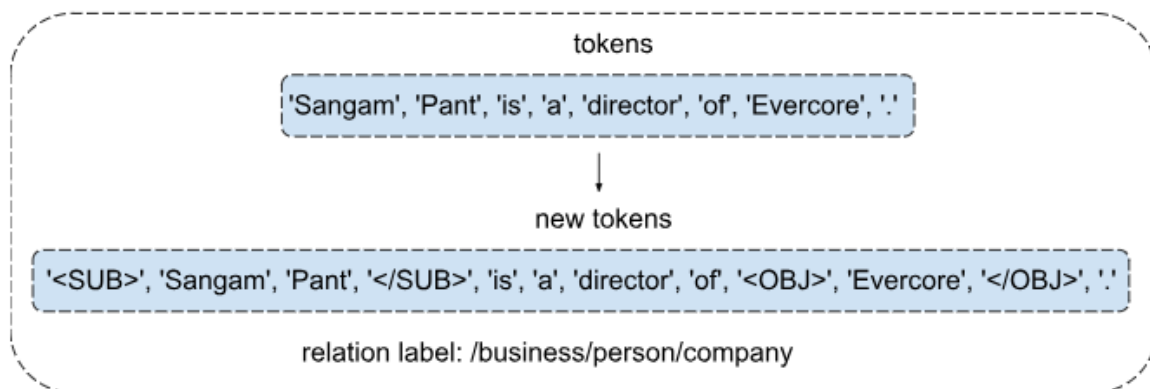 tokens
'Sangam', 'Pant', 'is', 'a', 'director', 'of', 'Evercore', '.'
new tokens
'<SUB>', 'Sangam', 'Pant', '</SUB>', 'is', 'a', 'director', 'of', '<OBJ>', 'Evercore', '</OBJ>', '.'
relation label: /business/person/company